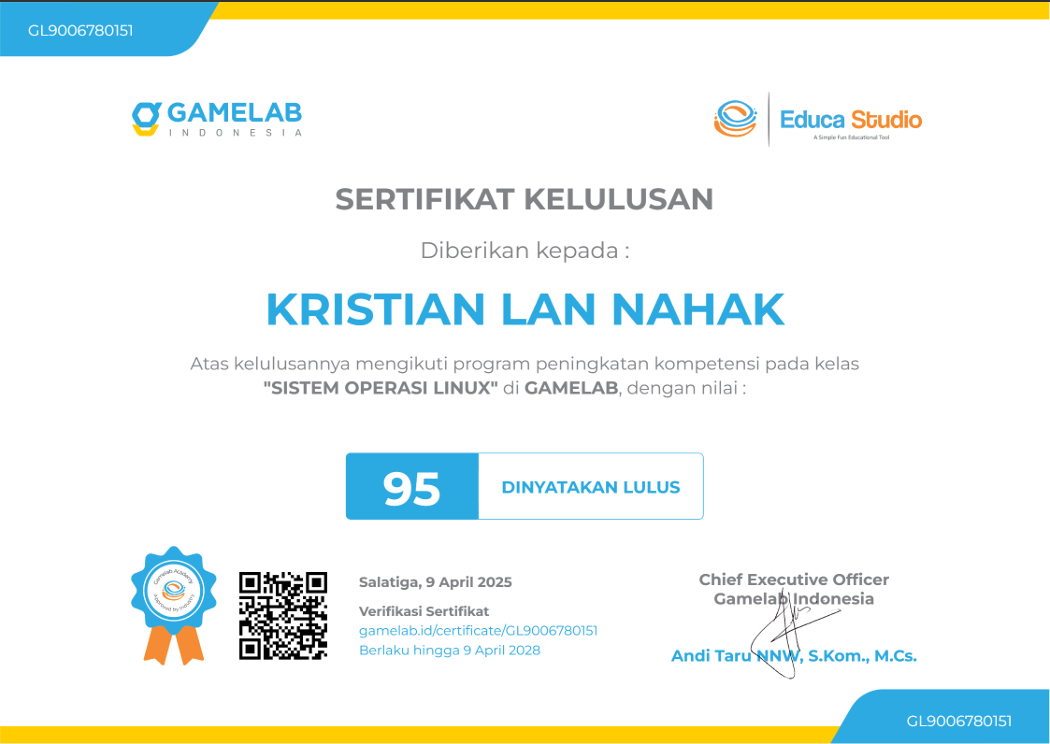 GL9006780151
GAMELAB
INDONESIA
Educa Studio
A Simple Fun Educational Tool
SERTIFIKAT KELULUSAN
Diberikan kepada :
KRISTIAN LAN NAHAK
Atas kelulusannya mengikuti program peningkatan kompetensi pada kelas
"SISTEM OPERASI LINUX" di GAMELAB, dengan nilai :
95
DINYATAKAN LULUS
Gamelab Academy
Approved by Industry
Salatiga, 9 April 2025
Verifikasi Sertifikat
gamelab.id/certificate/GL9006780151
Berlaku hingga 9 April 2028
Chief Executive Officer
Gamelab Indonesia
Andi Taru NNW, S.Kom., M.Cs.
GL9006780151